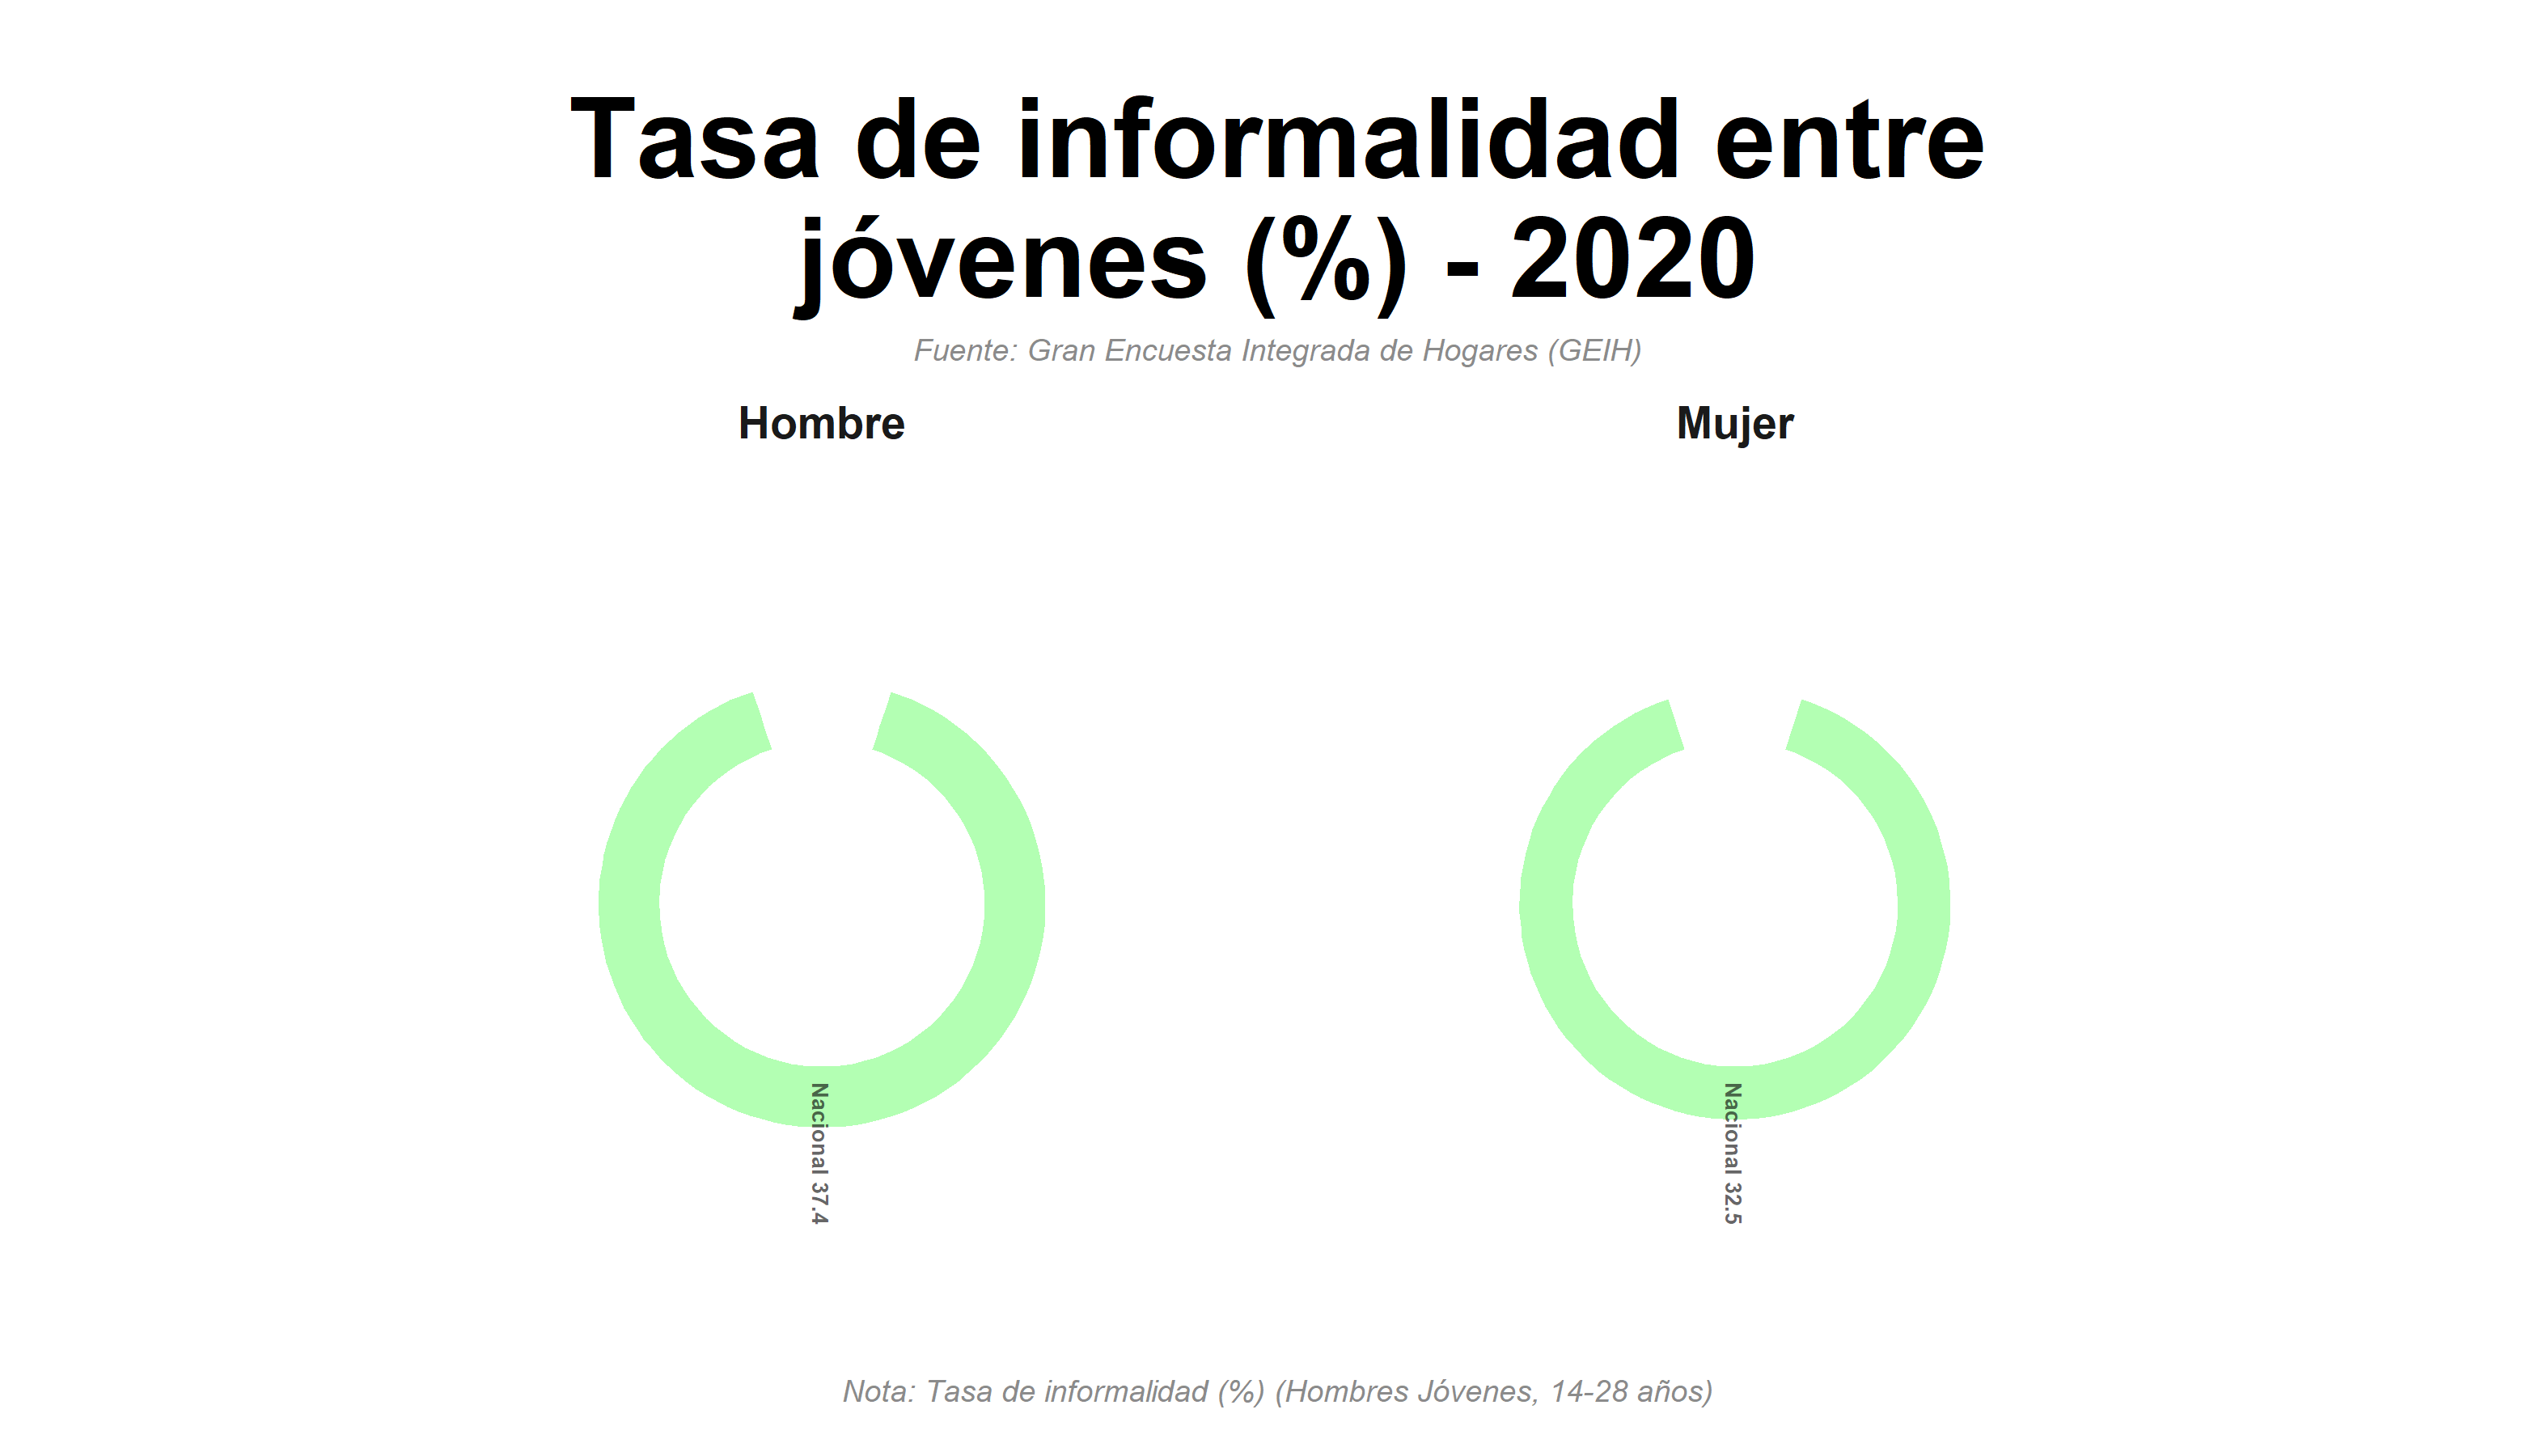 Tasa de informalidad entre
jóvenes (%) - 2020
Fuente: Gran Encuesta Integrada de Hogares (GEIH)
Hombre
Mujer
Nacional 37.4
Nacional 32.5
Nota: Tasa de informalidad (%) (Hombres Jóvenes, 14-28 años)